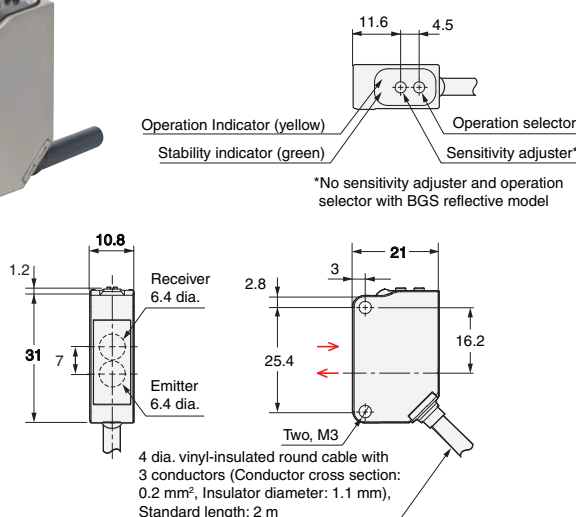 11.6
4.5
Operation Indicator (yellow)
Operation selector
Stability indicator (green)
Sensitivity adjuster*
*No sensitivity adjuster and operation
selector with BGS reflective model
10.8
21
1.2
Receiver
6.4 dia.
2.8
3
31
7
25.4
16.2
Emitter
6.4 dia.
Two, M3
4 dia. vinyl-insulated round cable with
3 conductors (Conductor cross section:
0.2 mm², Insulator diameter: 1.1 mm),
Standard length: 2 m